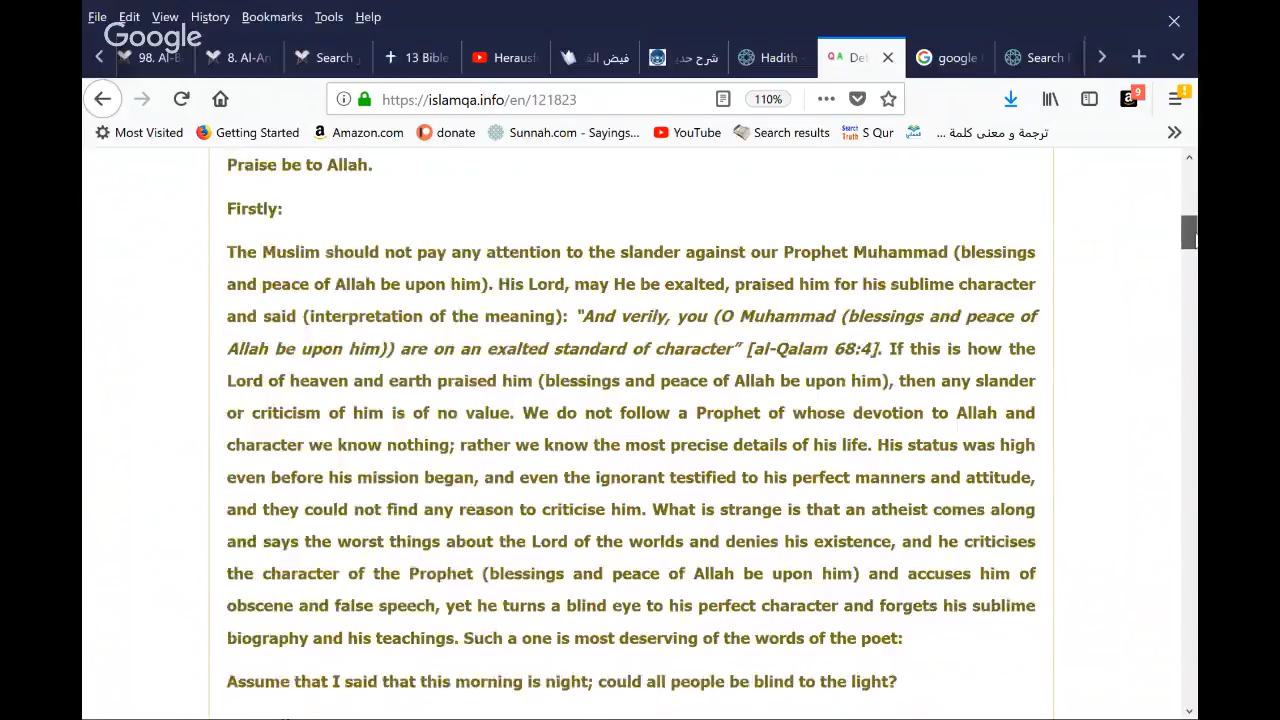 File Edit View History Bookmarks Tools Help
Google
98. Al-B 8. Al-An Search 13 Bible Herausf فيض الف شرح حدي Hadith QA Det google Search R
https://islamqa.info/en/121823 110% 9
Most Visited Getting Started Amazon.com donate Sunnah.com - Sayings... YouTube Search results Search Truth S Qur ترجمة و معنى كلمة ...
Praise be to Allah.
Firstly:
The Muslim should not pay any attention to the slander against our Prophet Muhammad (blessings
and peace of Allah be upon him). His Lord, may He be exalted, praised him for his sublime character
and said (interpretation of the meaning): “And verily, you (O Muhammad (blessings and peace of
Allah be upon him)) are on an exalted standard of character” [al-Qalam 68:4]. If this is how the
Lord of heaven and earth praised him (blessings and peace of Allah be upon him), then any slander
or criticism of him is of no value. We do not follow a Prophet of whose devotion to Allah and
character we know nothing; rather we know the most precise details of his life. His status was high
even before his mission began, and even the ignorant testified to his perfect manners and attitude,
and they could not find any reason to criticise him. What is strange is that an atheist comes along
and says the worst things about the Lord of the worlds and denies his existence, and he criticises
the character of the Prophet (blessings and peace of Allah be upon him) and accuses him of
obscene and false speech, yet he turns a blind eye to his perfect character and forgets his sublime
biography and his teachings. Such a one is most deserving of the words of the poet:
Assume that I said that this morning is night; could all people be blind to the light?